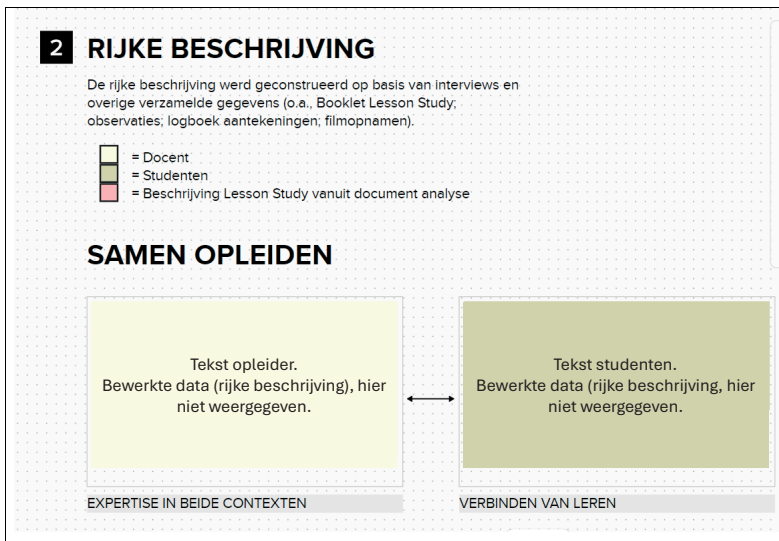 2 RIJKE BESCHRIJVING
De rijke beschrijving werd geconstrueerd op basis van interviews en
overige verzamelde gegevens (o.a., Booklet Lesson Study;
observaties; logboek aantekeningen; filmopnamen).
= Docent
= Studenten
= Beschrijving Lesson Study vanuit document analyse
SAMEN OPLEIDEN
Tekst opleider.
Bewerkte data (rijke beschrijving), hier
niet weergegeven.
Tekst studenten.
Bewerkte data (rijke beschrijving, hier
niet weergegeven.
EXPERTISE IN BEIDE CONTEXTEN
VERBINDEN VAN LEREN